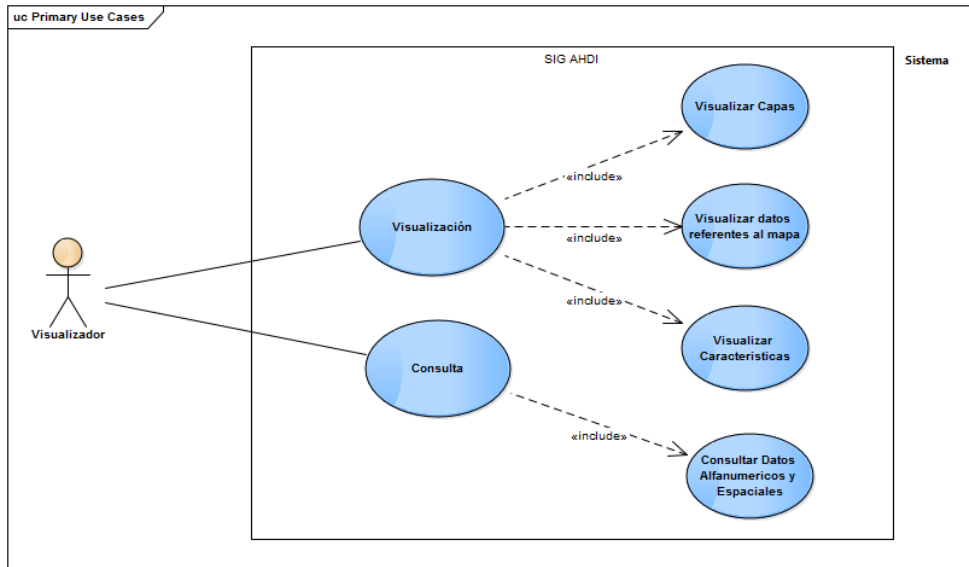 uc Primary Use Cases
SIG AHDI
Sistema
Visualizar Capas
«include»
Visualización
Visualizar datos
referentes al mapa
«include»
Visualizador
«include»
Visualizar
Caracteristicas
Consulta
«include»
Consultar Datos
Alfanumericos y
Espaciales